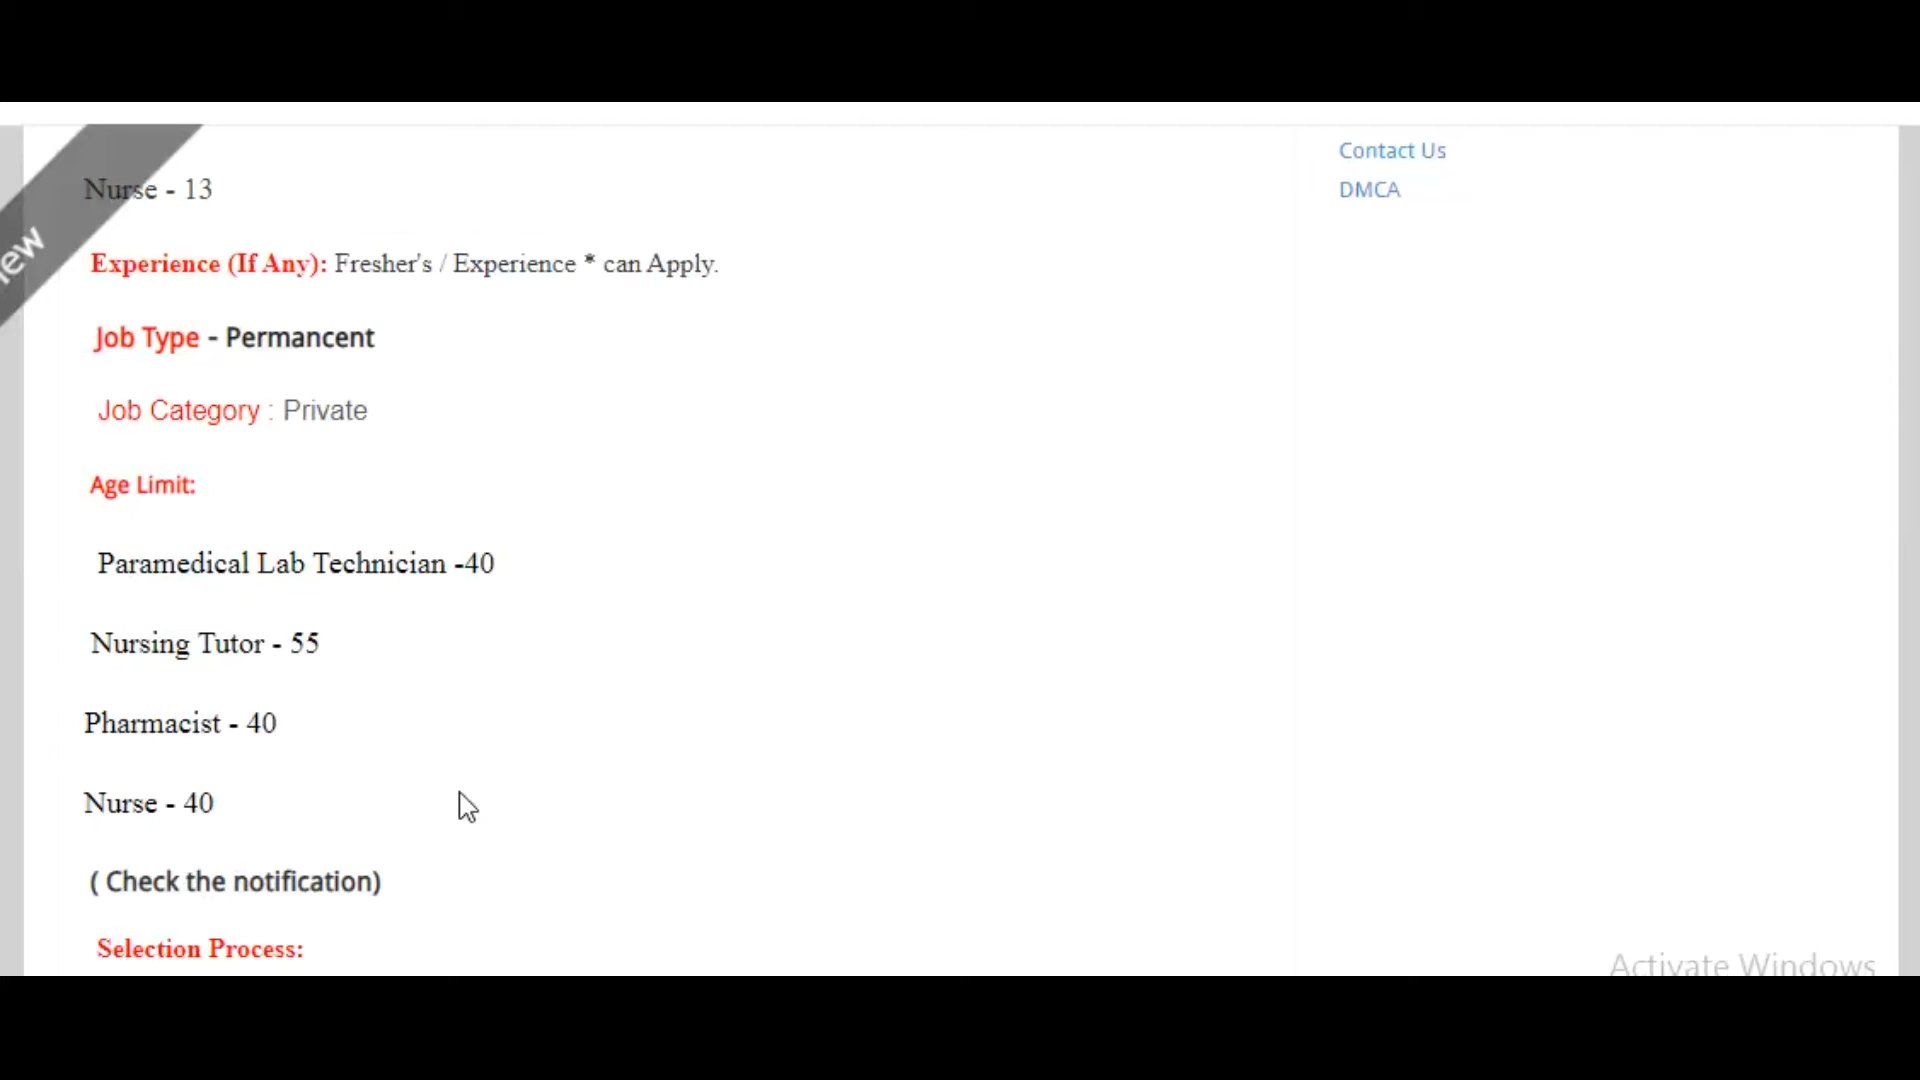 Contact Us
DMCA
Nurse - 13
Experience (If Any): Fresher's / Experience * can Apply.
Job Type - Permancent
Job Category : Private
Age Limit:
Paramedical Lab Technician -40
Nursing Tutor - 55
Pharmacist - 40
Nurse - 40
( Check the notification)
Selection Process:
Activate Windows